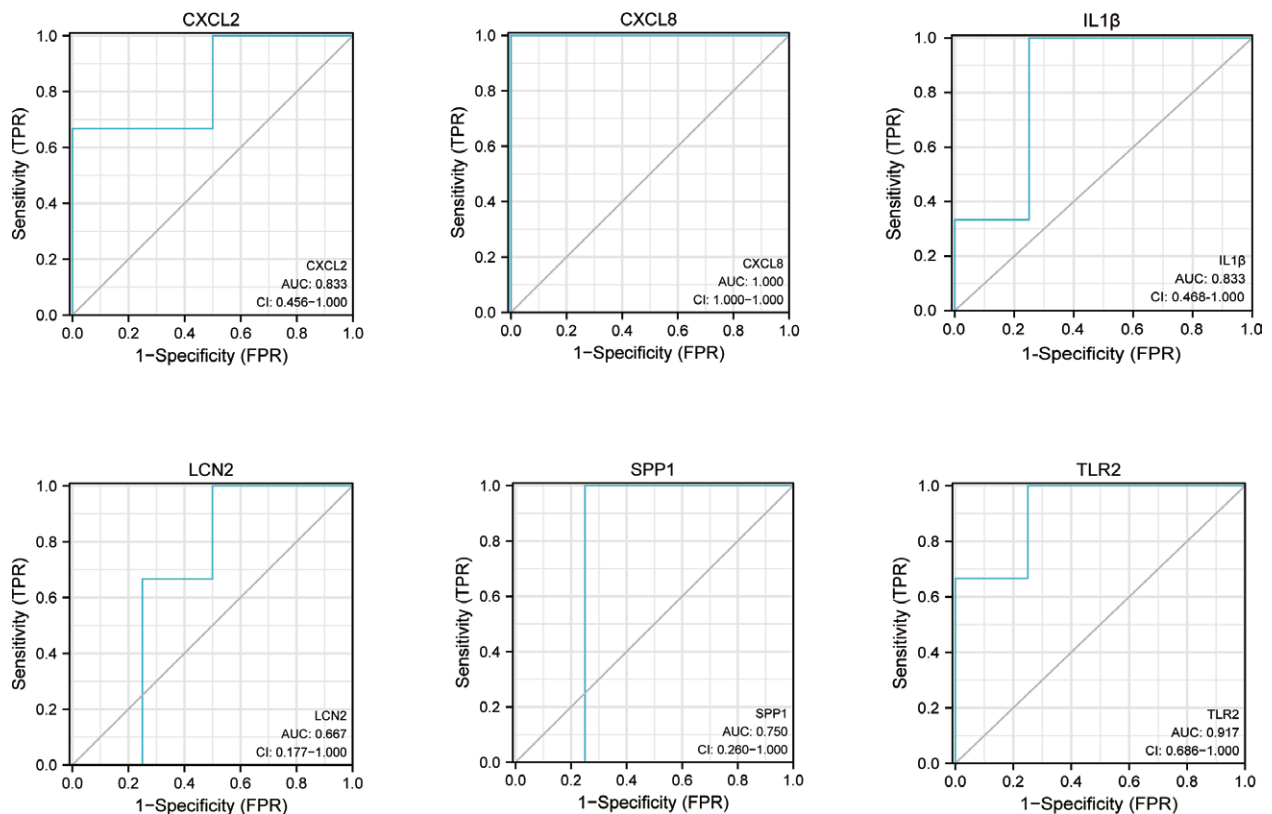 CXCL2
1.0
0.8
0.6
0.4
0.2
0.0
Sensitivity (TPR)
CXCL2
AUC: 0.833
CI: 0.456−1.000
0.0 0.2 0.4 0.6 0.8 1.0
1−Specificity (FPR)
CXCL8
1.0
0.8
0.6
0.4
0.2
0.0
Sensitivity (TPR)
CXCL8
AUC: 1.000
CI: 1.000−1.000
0.0 0.2 0.4 0.6 0.8 1.0
1−Specificity (FPR)
IL1β
1.0
0.8
0.6
0.4
0.2
0.0
Sensitivity (TPR)
IL1β
AUC: 0.833
CI: 0.468-1.000
0.0 0.2 0.4 0.6 0.8 1.0
1-Specificity (FPR)
LCN2
1.0
0.8
0.6
0.4
0.2
0.0
Sensitivity (TPR)
LCN2
AUC: 0.667
CI: 0.177−1.000
0.0 0.2 0.4 0.6 0.8 1.0
1−Specificity (FPR)
SPP1
1.0
0.8
0.6
0.4
0.2
0.0
Sensitivity (TPR)
SPP1
AUC: 0.750
CI: 0.260−1.000
0.0 0.2 0.4 0.6 0.8 1.0
1−Specificity (FPR)
TLR2
1.0
0.8
0.6
0.4
0.2
0.0
Sensitivity (TPR)
TLR2
AUC: 0.917
CI: 0.686−1.000
0.0 0.2 0.4 0.6 0.8 1.0
1−Specificity (FPR)